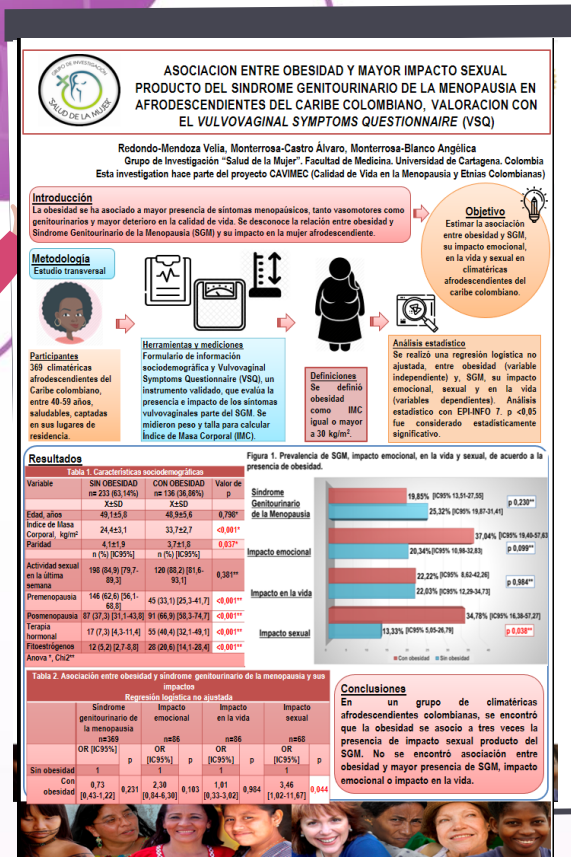 GRUPO DE INVESTIGACIÓN
SALUD DE LA MUJER
ASOCIACION ENTRE OBESIDAD Y MAYOR IMPACTO SEXUAL
PRODUCTO DEL SINDROME GENITOURINARIO DE LA MENOPAUSIA EN
AFRODESCENDIENTES DEL CARIBE COLOMBIANO, VALORACION CON
EL VULVOVAGINAL SYMPTOMS QUESTIONNAIRE (VSQ)
Redondo-Mendoza Velia, Monterrosa-Castro Álvaro, Monterrosa-Blanco Angélica
Grupo de Investigación “Salud de la Mujer”. Facultad de Medicina. Universidad de Cartagena. Colombia
Esta investigation hace parte del proyecto CAVIMEC (Calidad de Vida en la Menopausia y Etnias Colombianas)
Introducción
La obesidad se ha asociado a mayor presencia de síntomas menopaúsicos, tanto vasomotores como
genitourinarios y mayor deterioro en la calidad de vida. Se desconoce la relación entre obesidad y
Síndrome Genitourinario de la Menopausia (SGM) y su impacto en la mujer afrodescendiente.
Objetivo
Estimar la asociación
entre obesidad y SGM,
su impacto emocional,
en la vida y sexual en
climatéricas
afrodescendientes del
caribe colombiano.
Metodología
Estudio transversal
Participantes
369 climatéricas
afrodescendientes del
Caribe colombiano,
entre 40-59 años,
saludables, captadas
en sus lugares de
residencia.
Herramientas y mediciones
Formulario de información
sociodemográfica y Vulvovaginal
Symptoms Questionnaire (VSQ), un
instrumento validado, que evalúa la
presencia e impacto de los síntomas
vulvovaginales parte del SGM. Se
midieron peso y talla para calcular
Índice de Masa Corporal (IMC).
Definiciones
Se definió
obesidad
como IMC
igual o mayor
a 30 kg/m².
Análisis estadístico
Se realizó una regresión logística no
ajustada, entre obesidad (variable
independiente) y, SGM, su impacto
emocional, sexual y en la vida
(variables dependientes). Análisis
estadístico con EPI-INFO 7. p <0,05
fue considerado estadísticamente
significativo.
Resultados
Tabla 1. Características sociodemográficas
Variable SIN OBESIDAD n= 233 (63,14%) CON OBESIDAD n= 136 (36,86%) Valor de p
X±SD X±SD
Edad, años 49,1±5,8 48,9±5,6 0,798*
Índice de Masa Corporal, kg/m² 24,4±3,1 33,7±2,7 <0,001*
Paridad 4,1±1,9 3,7±1,8 0,037*
n (%) [IC95%] n (%) [IC95%]
Actividad sexual en la última semana 198 (84,9) [79,7-89,3] 120 (88,2) [81,6-93,1] 0,381**
Premenopausia 146 (62,6) [56,1-68,8] 45 (33,1) [25,3-41,7] <0,001**
Posmenopausia 87 (37,3) [31,1-43,8] 91 (66,9) [58,3-74,7] <0,001**
Terapia hormonal 17 (7,3) [4,3-11,4] 55 (40,4) [32,1-49,1] <0,001**
Fitoestrógenos 12 (5,2) [2,7-8,8] 28 (20,6) [14,1-28,4] <0,001**
Anova *, Chi2**
Figura 1. Prevalencia de SGM, impacto emocional, en la vida y sexual, de acuerdo a la
presencia de obesidad.
Síndrome Genitourinario de la Menopausia
19,85% [IC95% 13,51-27,55]
25,32% [IC95% 19,87-31,41]
p 0,230**
Impacto emocional
37,04% [IC95% 19,40-57,63]
20,34% [IC95% 10,98-32,83]
p 0,099**
Impacto en la vida
22,22% [IC95% 8,62-42,26]
22,03% [IC95% 12,29-34,73]
p 0,984**
Impacto sexual
34,78% [IC95% 16,38-57,27]
13,33% [IC95% 5,05-26,79]
p 0,038**
0 5 10 15 20 25 30 35 40
Con obesidad Sin obesidad
Tabla 2. Asociación entre obesidad y síndrome genitourinario de la menopausia y sus
impactos
Regresión logística no ajustada
Síndrome genitourinario de la menopausia n=369 Impacto emocional n=86 Impacto en la vida n=86 Impacto sexual n=68
OR [IC95%] p OR [IC95%] p OR [IC95%] p OR [IC95%] p
Sin obesidad 1 1 1 1
Con obesidad 0,73 [0,43-1,22] 0,231 2,30 [0,84-6,30] 0,103 1,01 [0,33-3,02] 0,984 3,46 [1,02-11,67] 0,044
Conclusiones
En un grupo de climatéricas
afrodescendientes colombianas, se encontró
que la obesidad se asocio a tres veces la
presencia de impacto sexual producto del
SGM. No se encontró asociación entre
obesidad y mayor presencia de SGM, impacto
emocional o impacto en la vida.